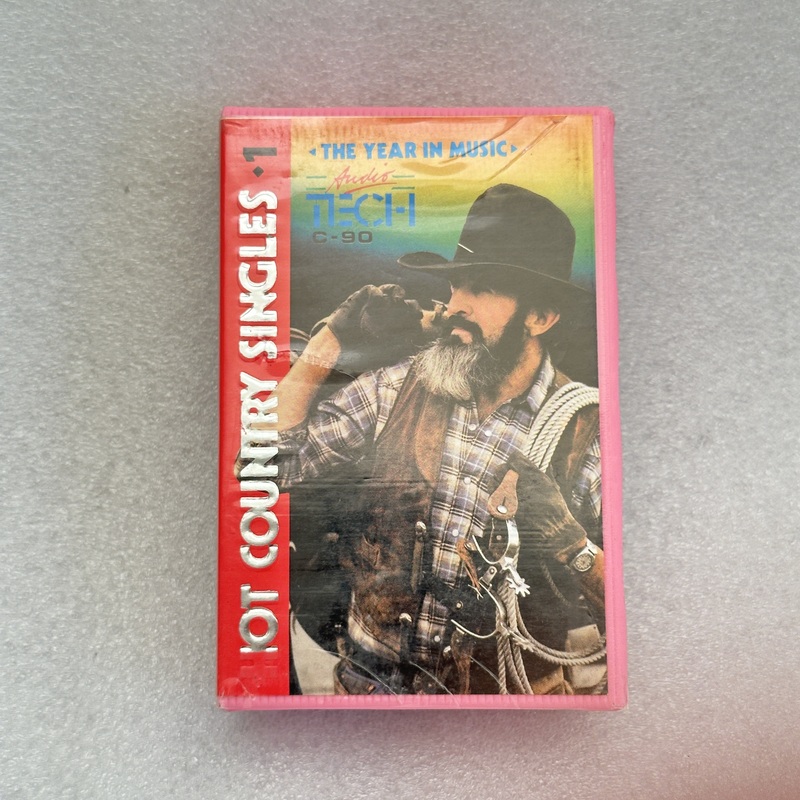 THE YEAR IN MUSIC
Audio
TECH
C-90
HOT COUNTRY SINGLES •1